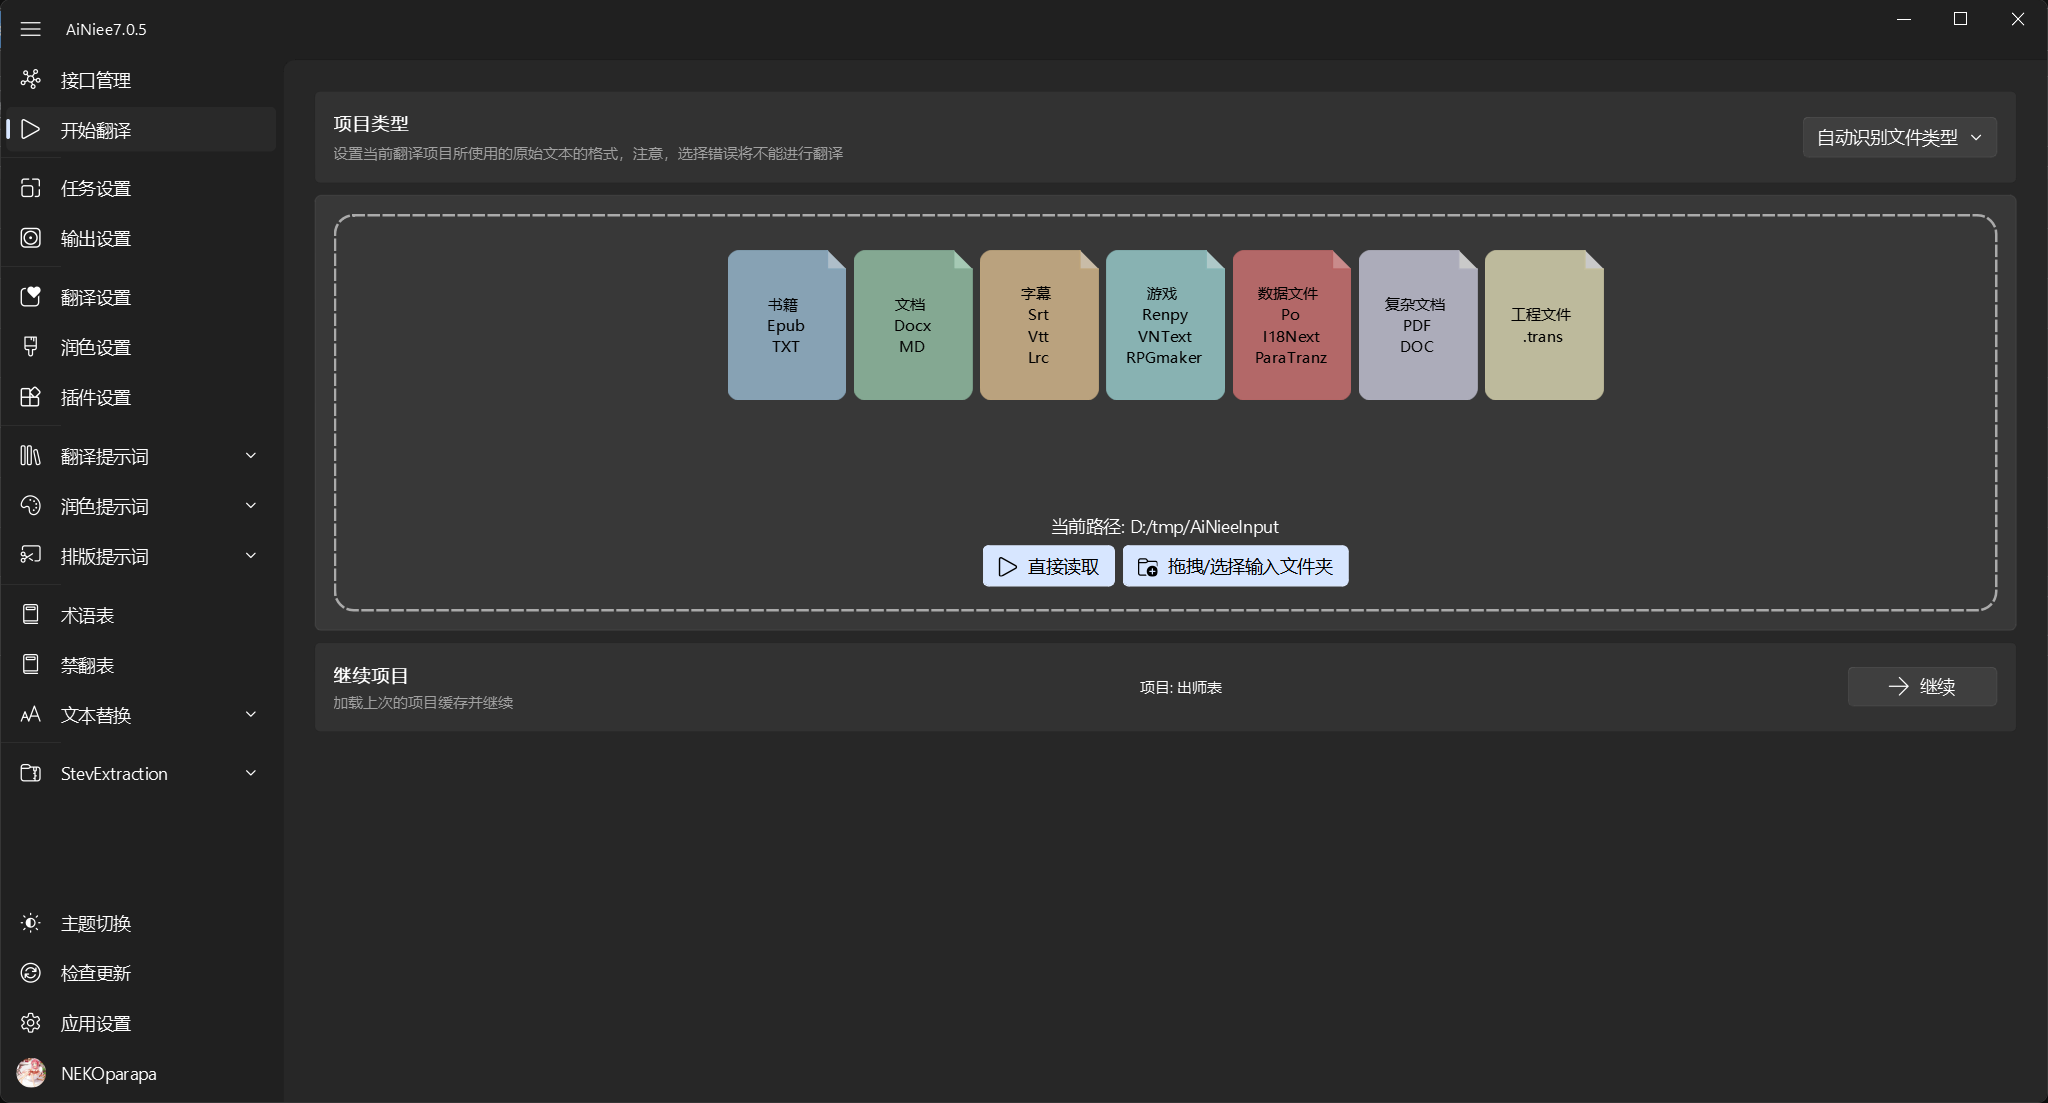 AiNiee7.0.5
接口管理
开始翻译
任务设置
输出设置
翻译设置
润色设置
插件设置
翻译提示词
润色提示词
排版提示词
术语表
禁翻表
文本替换
StevExtraction
主题切换
检查更新
应用设置
NEKOparapa
项目类型
设置当前翻译项目所使用的原始文本的格式，注意，选择错误将不能进行翻译
自动识别文件类型
书籍
Epub
TXT
文档
Docx
MD
字幕
Srt
Vtt
Lrc
游戏
Renpy
VNText
RPGmaker
数据文件
Po
I18Next
ParaTranz
复杂文档
PDF
DOC
工程文件
.trans
当前路径: D:/tmp/AiNieeInput
直接读取
拖拽/选择输入文件夹
继续项目
加载上次的项目缓存并继续
项目: 出师表
继续